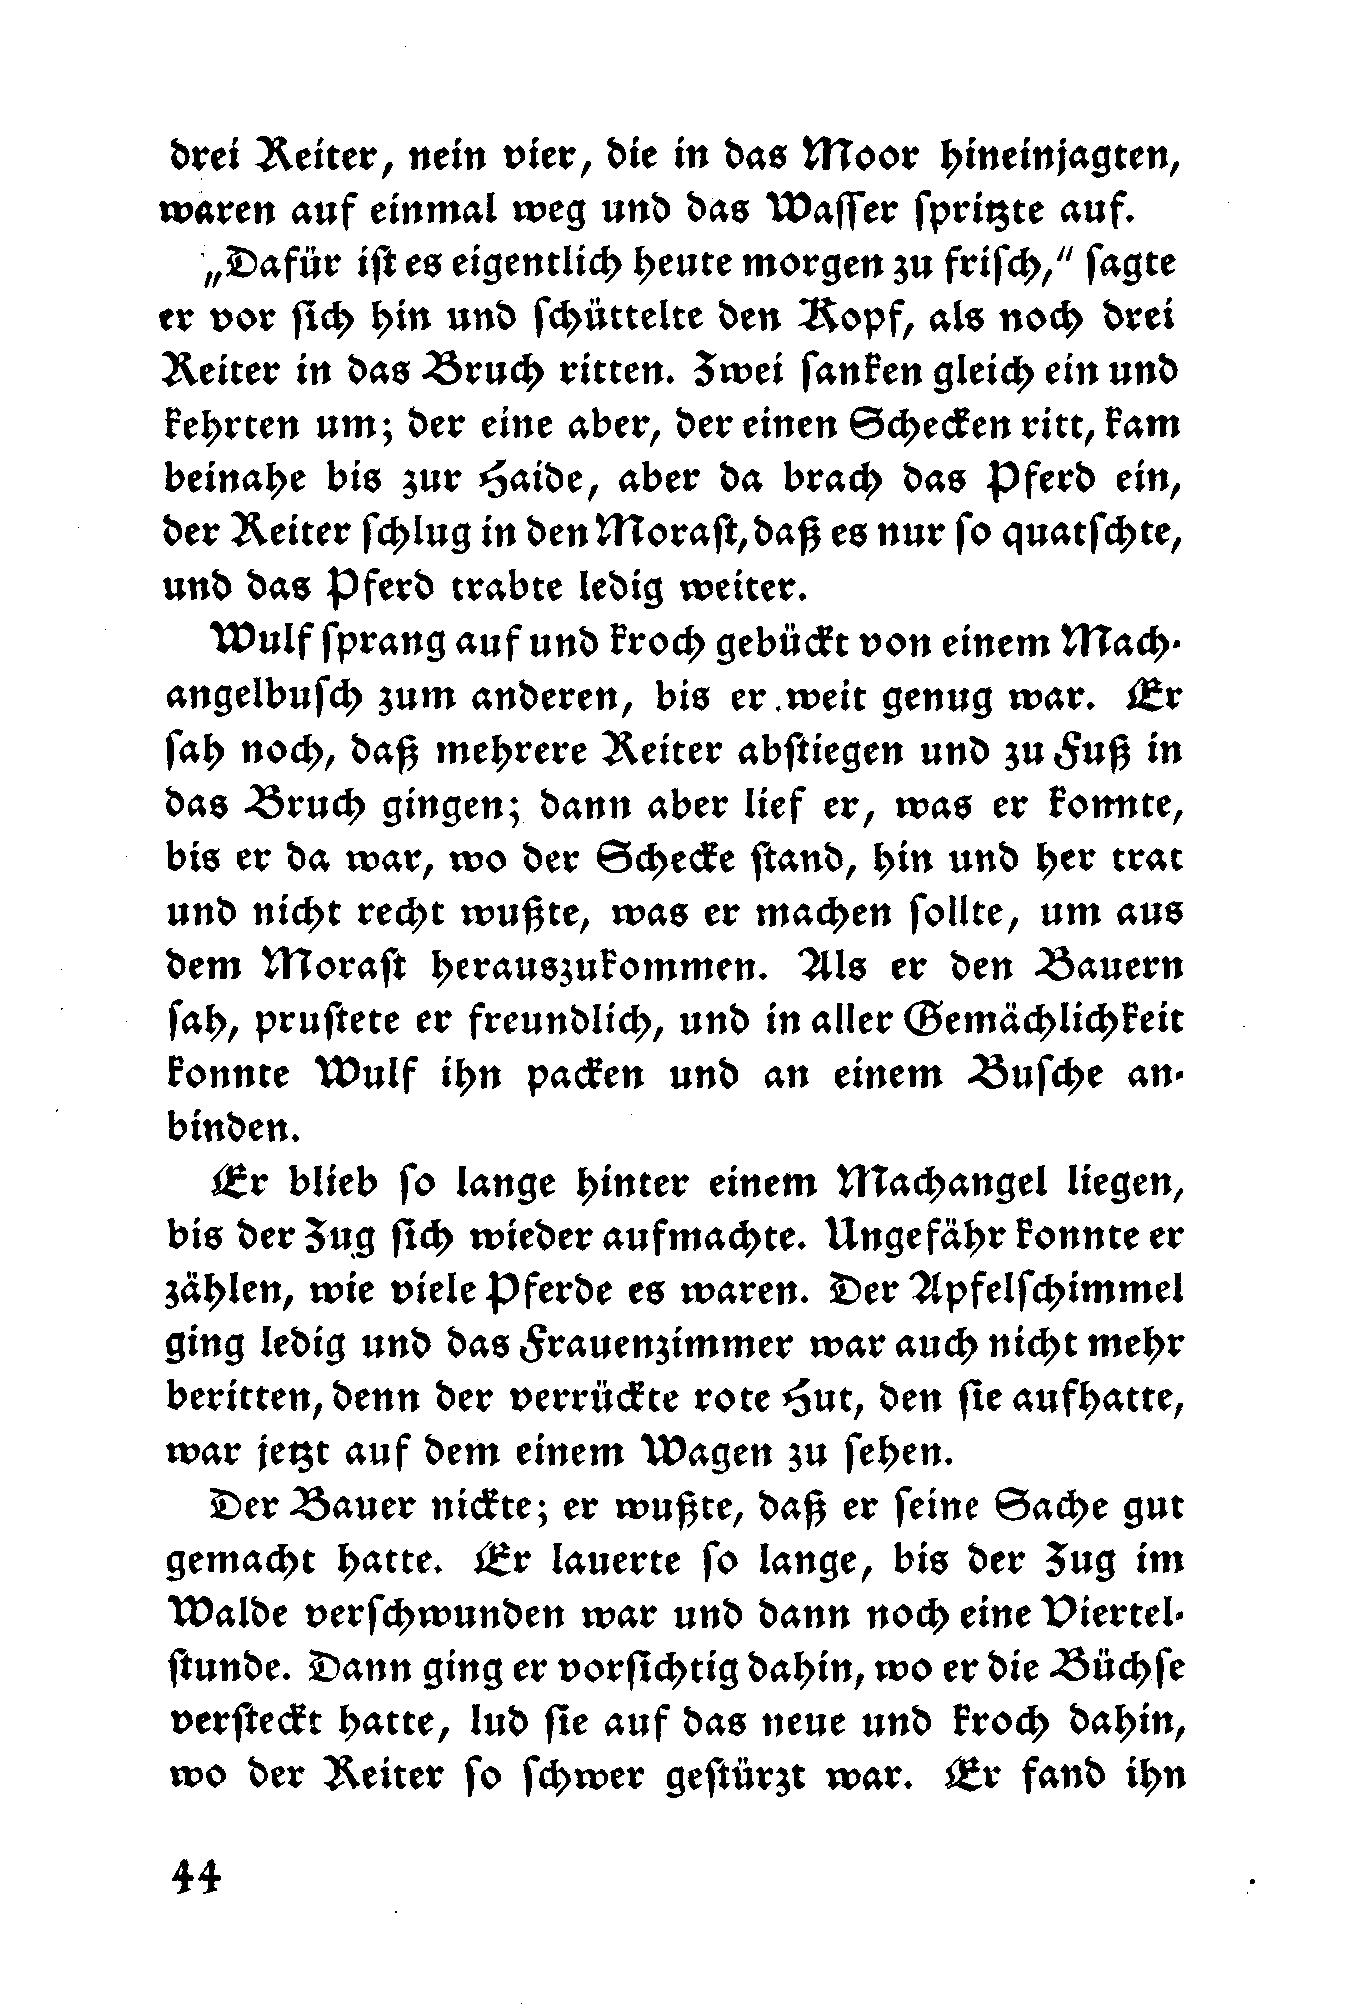 drei Reiter, nein vier, die in das Moor hineinjagten,
waren auf einmal weg und das Wasser spritzte auf.
„Dafür ist es eigentlich heute morgen zu frisch,“ sagte
er vor sich hin und schüttelte den Kopf, als noch drei
Reiter in das Bruch ritten. Zwei sanken gleich ein und
kehrten um; der eine aber, der einen Schecken ritt, kam
beinahe bis zur Haide, aber da brach das Pferd ein,
der Reiter schlug in den Morast, daß es nur so quatschte,
und das Pferd trabte ledig weiter.
Wulf sprang auf und kroch gebückt von einem Mach-
angelbusch zum anderen, bis er weit genug war. Er
sah noch, daß mehrere Reiter abstiegen und zu Fuß in
das Bruch gingen; dann aber lief er, was er konnte,
bis er da war, wo der Schecke stand, hin und her trat
und nicht recht wußte, was er machen sollte, um aus
dem Morast herauszukommen. Als er den Bauern
sah, prustete er freundlich, und in aller Gemächlichkeit
konnte Wulf ihn packen und an einem Busche an-
binden.
Er blieb so lange hinter einem Machangel liegen,
bis der Zug sich wieder aufmachte. Ungefähr konnte er
zählen, wie viele Pferde es waren. Der Apfelschimmel
ging ledig und das Frauenzimmer war auch nicht mehr
beritten, denn der verrückte rote Hut, den sie aufhatte,
war jetzt auf dem einem Wagen zu sehen.
Der Bauer nickte; er wußte, daß er seine Sache gut
gemacht hatte. Er lauerte so lange, bis der Zug im
Walde verschwunden war und dann noch eine Viertel-
stunde. Dann ging er vorsichtig dahin, wo er die Büchse
versteckt hatte, lud sie auf das neue und kroch dahin,
wo der Reiter so schwer gestürzt war. Er fand ihn
44